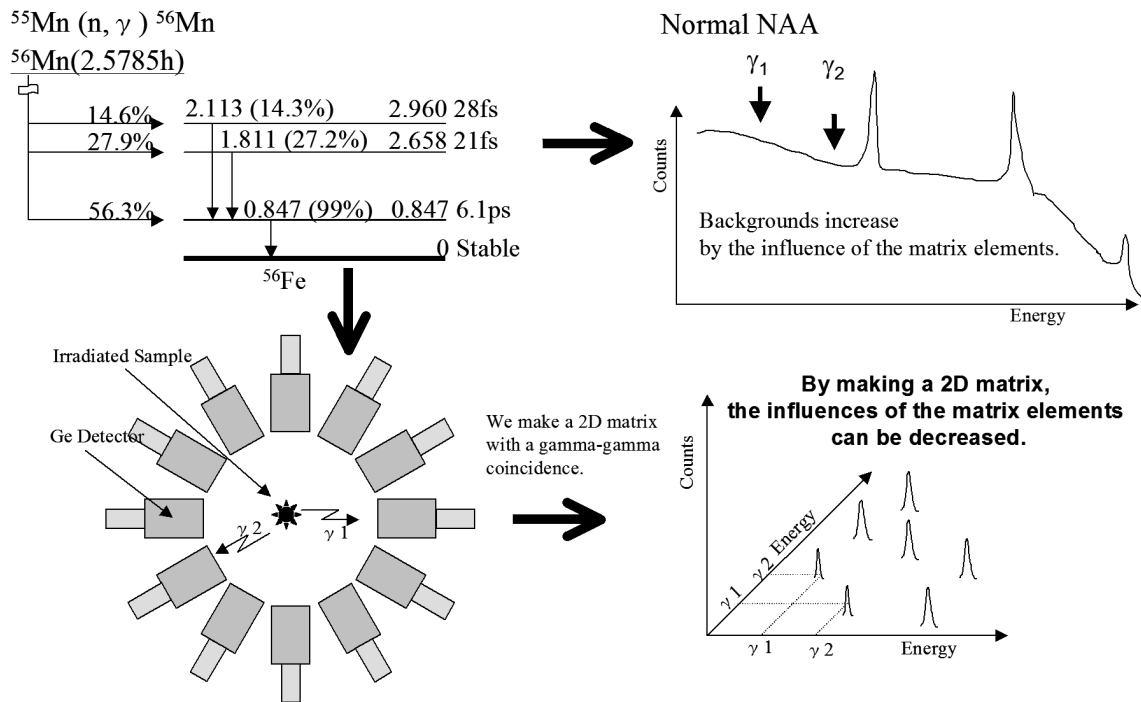 ⁵⁵Mn (n, γ) ⁵⁶Mn
⁵⁶Mn(2.5785h)
14.6% 2.113 (14.3%) 2.960 28fs
27.9% 1.811 (27.2%) 2.658 21fs
56.3% 0.847 (99%) 0.847 6.1ps
0 Stable
⁵⁶Fe
Normal NAA
γ₁ γ₂
Counts
Backgrounds increase
by the influence of the matrix elements.
Energy
Irradiated Sample
Ge Detector
γ 2 γ 1
We make a 2D matrix
with a gamma-gamma
coincidence.
By making a 2D matrix,
the influences of the matrix elements
can be decreased.
Counts
γ 1 γ 2 Energy
γ 1 γ 2 Energy